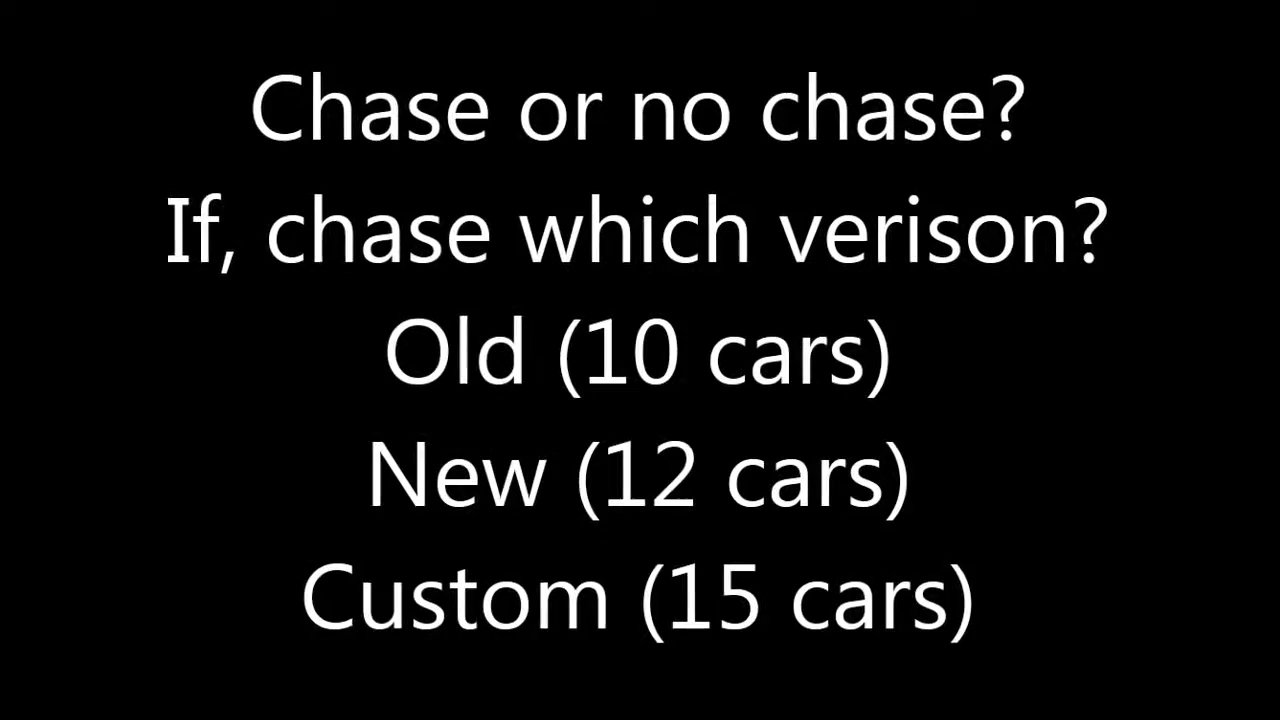 Chase or no chase?
If, chase which verison?
Old (10 cars)
New (12 cars)
Custom (15 cars)